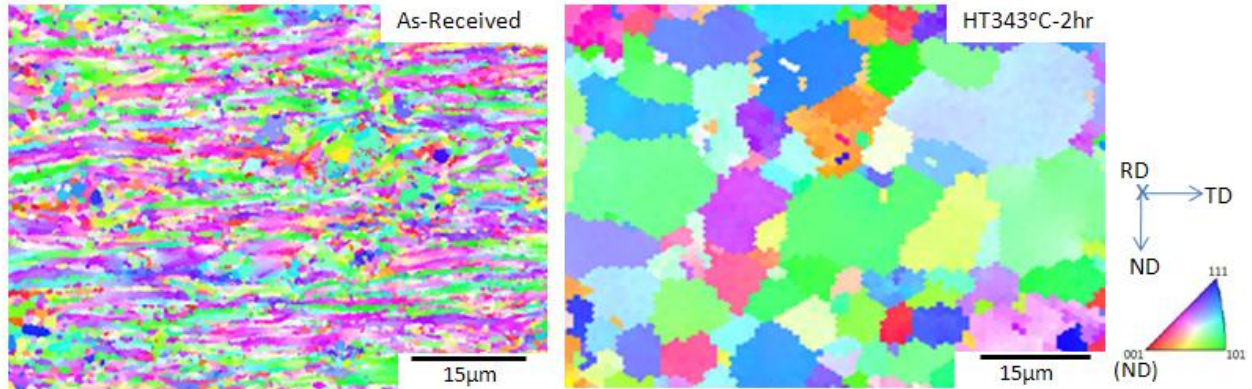 As-Received
HT343°C-2hr
RD
X
TD
ND
111
001
101
(ND)
15µm
15µm